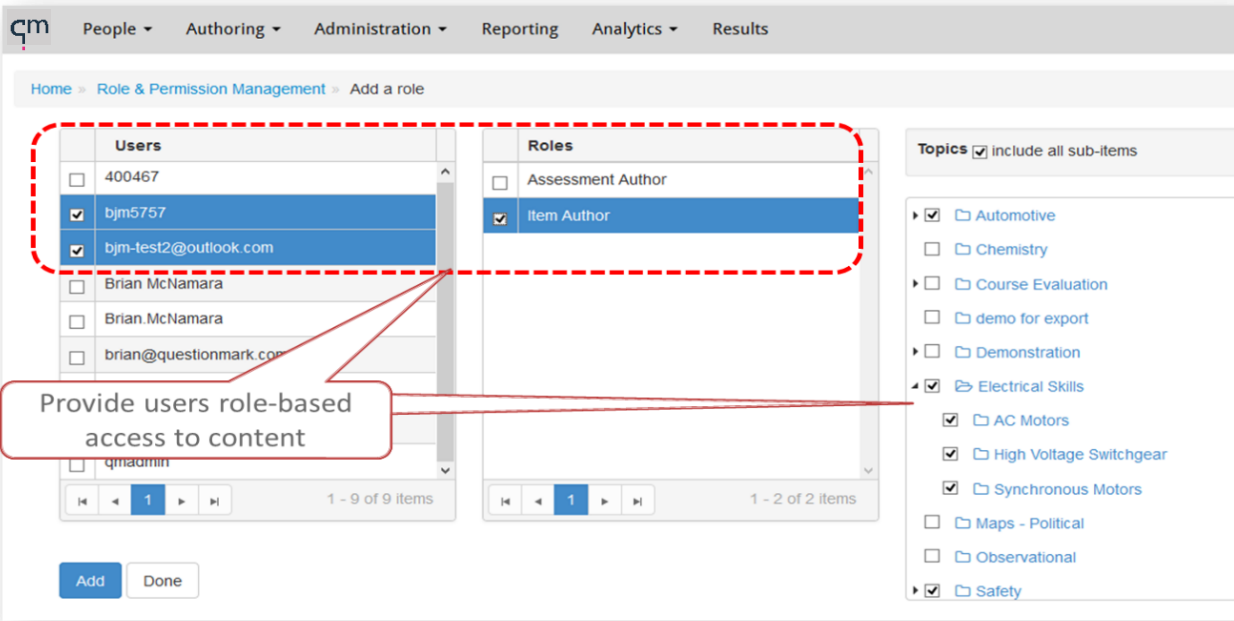 qm People Authoring Administration Reporting Analytics Results
Home » Role & Permission Management » Add a role
Users
400467
bjm5757
bjm-test2@outlook.com
Brian McNamara
Brian.McNamara
brian@questionmark.com
qmadmin
1
1 - 9 of 9 items
Roles
Assessment Author
Item Author
1
1 - 2 of 2 items
Provide users role-based
access to content
Topics include all sub-items
Automotive
Chemistry
Course Evaluation
demo for export
Demonstration
Electrical Skills
AC Motors
High Voltage Switchgear
Synchronous Motors
Maps - Political
Observational
Safety
Add Done